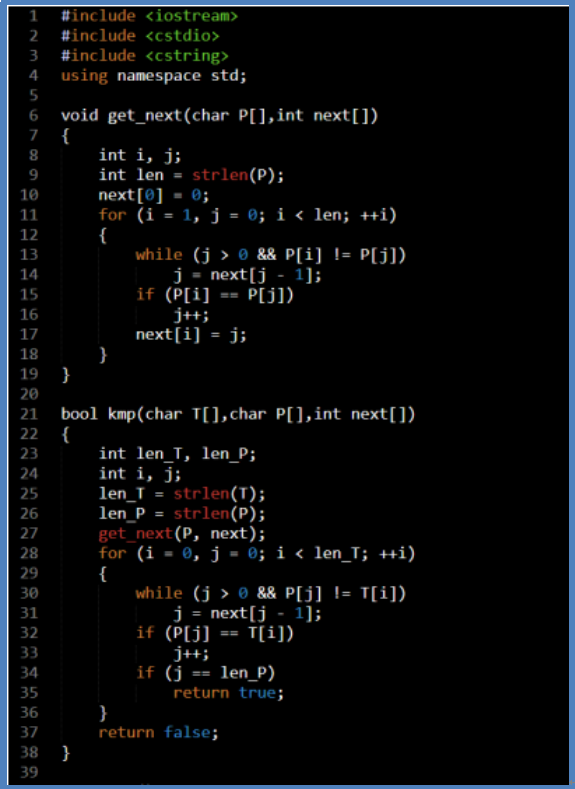 1 #include <iostream>
2 #include <cstdio>
3 #include <cstring>
4 using namespace std;
5
6 void get_next(char P[],int next[])
7 {
8     int i, j;
9     int len = strlen(P);
10     next[0] = 0;
11     for (i = 1, j = 0; i < len; ++i)
12     {
13         while (j > 0 && P[i] != P[j])
14             j = next[j - 1];
15         if (P[i] == P[j])
16             j++;
17         next[i] = j;
18     }
19 }
20
21 bool kmp(char T[],char P[],int next[])
22 {
23     int len_T, len_P;
24     int i, j;
25     len_T = strlen(T);
26     len_P = strlen(P);
27     get_next(P, next);
28     for (i = 0, j = 0; i < len_T; ++i)
29     {
30         while (j > 0 && P[j] != T[i])
31             j = next[j - 1];
32         if (P[j] == T[i])
33             j++;
34         if (j == len_P)
35             return true;
36     }
37     return false;
38 }
39